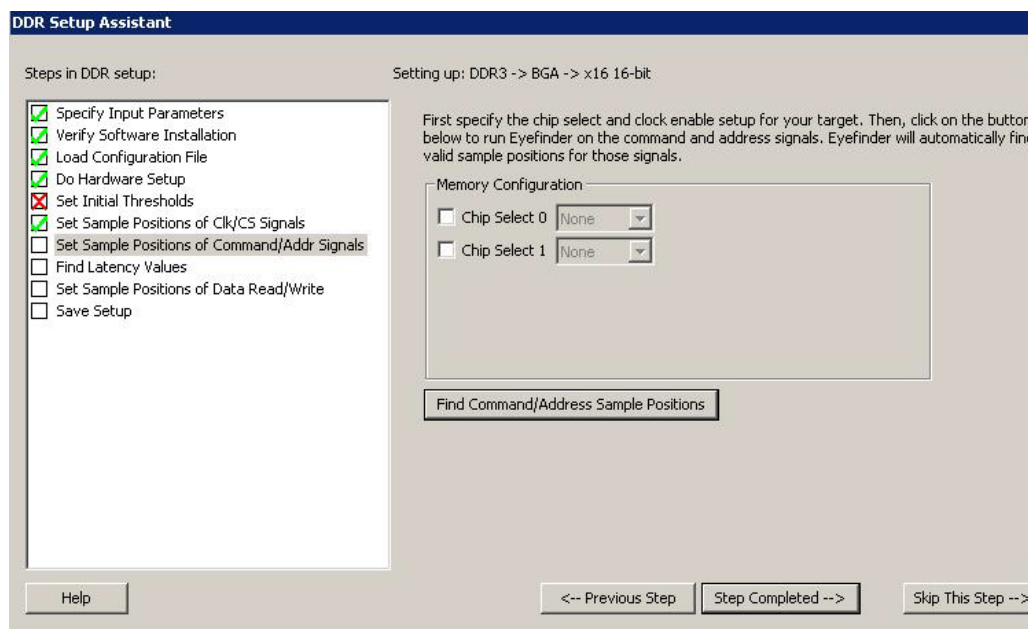 DDR Setup Assistant
Steps in DDR setup:
Specify Input Parameters
Verify Software Installation
Load Configuration File
Do Hardware Setup
Set Initial Thresholds
Set Sample Positions of Clk/CS Signals
Set Sample Positions of Command/Addr Signals
Find Latency Values
Set Sample Positions of Data Read/Write
Save Setup
Setting up: DDR3 -> BGA -> x16 16-bit
First specify the chip select and clock enable setup for your target. Then, click on the button
below to run Eyefinder on the command and address signals. Eyefinder will automatically find
valid sample positions for those signals.
Memory Configuration
Chip Select 0 None
Chip Select 1 None
Find Command/Address Sample Positions
Help
<-- Previous Step
Step Completed -->
Skip This Step -->